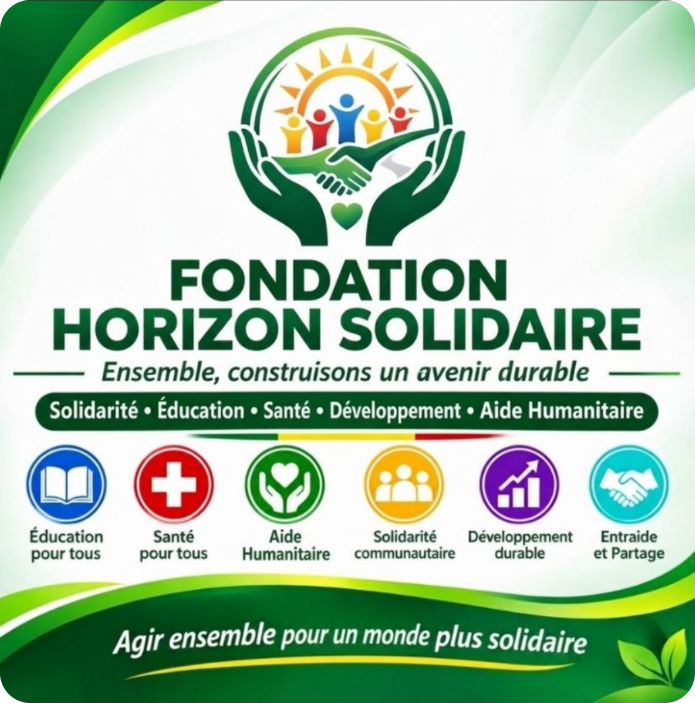 FONDATION
HORIZON SOLIDAIRE
Ensemble, construisons un avenir durable
Solidarité • Éducation • Santé • Développement • Aide Humanitaire
Éducation
pour tous
Santé
pour tous
Aide
Humanitaire
Solidarité
communautaire
Développement
durable
Entraide
et Partage
Agir ensemble pour un monde plus solidaire